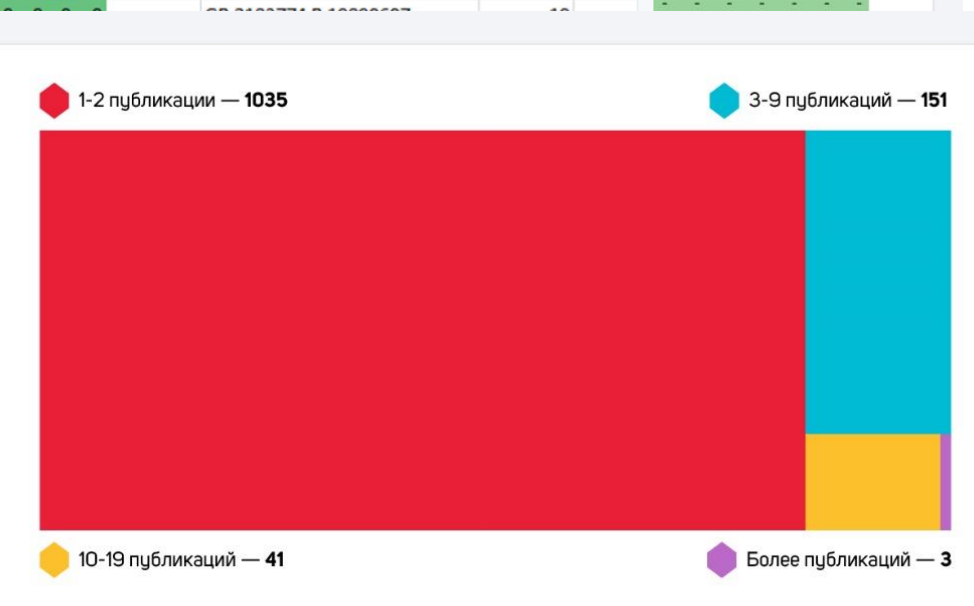 1-2 публикации — 1035
3-9 публикаций — 151
10-19 публикаций — 41
Более публикаций — 3